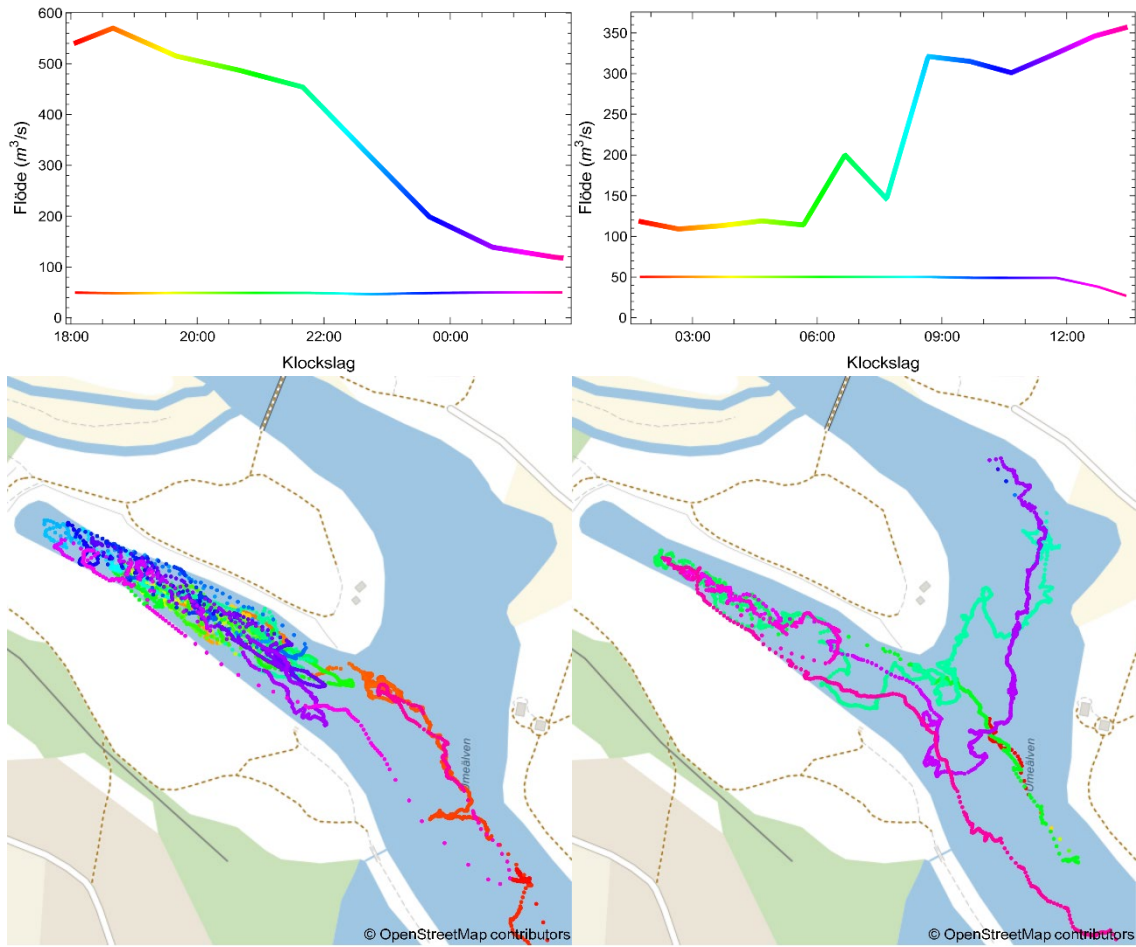 600
500
400
300
200
100
0
Flöde (m³/s)
18:00 20:00 22:00 00:00
Klockslag
350
300
250
200
150
100
50
0
Flöde (m³/s)
03:00 06:00 09:00 12:00
Klockslag
Umeälven
© OpenStreetMap contributors
Umeälven
© OpenStreetMap contributors